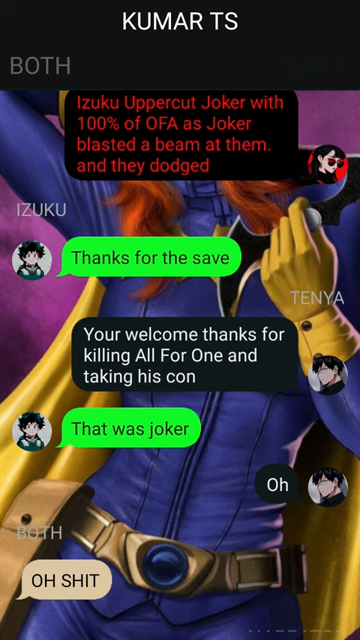 KUMAR TS
BOTH
Izuku Uppercut Joker with
100% of OFA as Joker
blasted a beam at them.
and they dodged
IZUKU
Thanks for the save
TENYA
Your welcome thanks for
killing All For One and
taking his con
That was joker
Oh
BOTH
OH SHIT